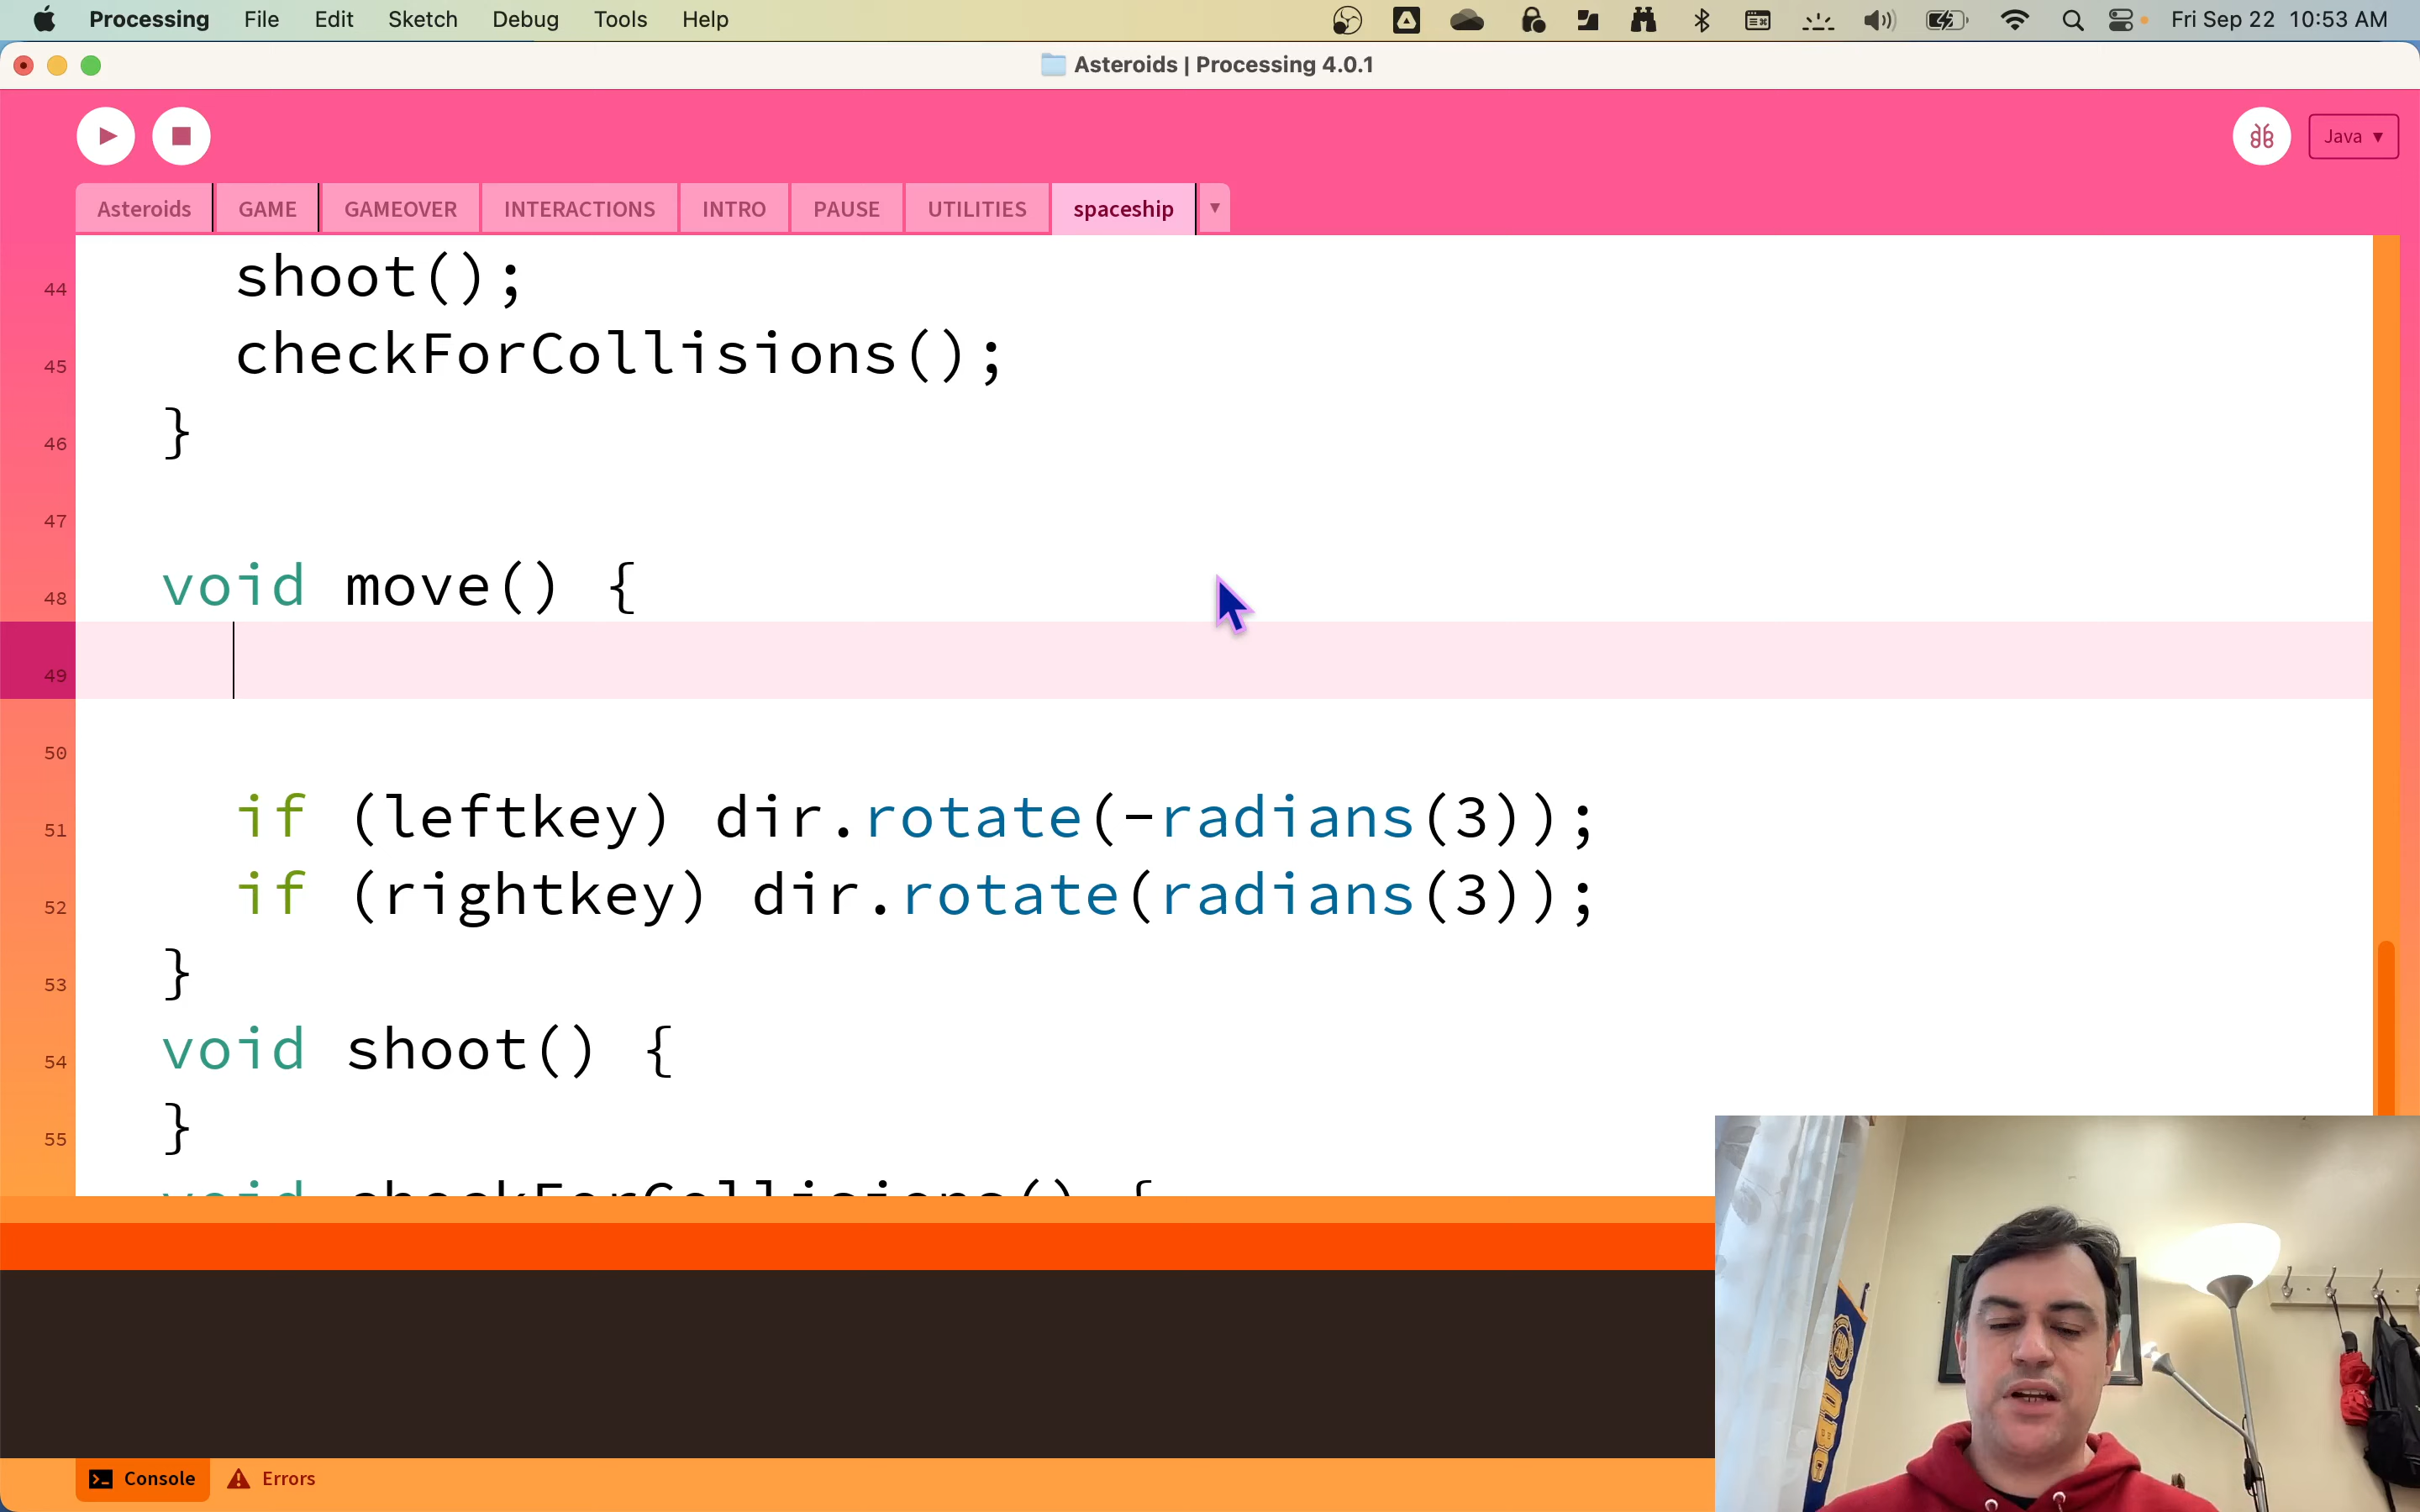 Processing File Edit Sketch Debug Tools Help Fri Sep 22 10:53 AM
Asteroids | Processing 4.0.1
Java ▼
Asteroids GAME GAMEOVER INTERACTIONS INTRO PAUSE UTILITIES spaceship ▼
44 shoot();
45 checkForCollisions();
46 }
47
48 void move() {
49
50
51 if (leftkey) dir.rotate(-radians(3));
52 if (rightkey) dir.rotate(radians(3));
53 }
54 void shoot() {
55 }
void checkForCollisions() {
Console Errors